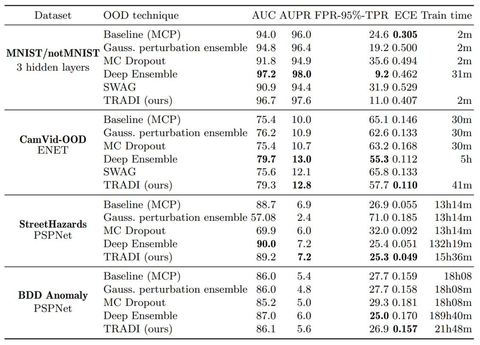 Dataset OOD technique AUC AUPR FPR-95%-TPR ECE Train time
Baseline (MCP) 94.0 96.0 24.6 0.305 2m
Gauss. perturbation ensemble 94.8 96.4 19.2 0.500 2m
MNIST/notMNIST MC Dropout 91.8 94.9 35.6 0.494 2m
3 hidden layers Deep Ensemble 97.2 98.0 9.2 0.462 31m
SWAG 90.9 94.4 31.9 0.529
TRADI (ours) 96.7 97.6 11.0 0.407 2m
Baseline (MCP) 75.4 10.0 65.1 0.146 30m
Gauss. perturbation ensemble 76.2 10.9 62.6 0.133 30m
CamVid-OOD MC Dropout 75.4 10.7 63.2 0.168 30m
ENET Deep Ensemble 79.7 13.0 55.3 0.112 5h
SWAG 75.6 12.1 65.8 0.133
TRADI (ours) 79.3 12.8 57.7 0.110 41m
Baseline (MCP) 88.7 6.9 26.9 0.055 13h14m
Gauss. perturbation ensemble 57.08 2.4 71.0 0.185 13h14m
StreetHazards MC Dropout 69.9 6.0 32.0 0.092 13h14m
PSPNet Deep Ensemble 90.0 7.2 25.4 0.051 132h19m
TRADI (ours) 89.2 7.2 25.3 0.049 15h36m
Baseline (MCP) 86.0 5.4 27.7 0.159 18h08
Gauss. perturbation ensemble 86.0 4.8 27.7 0.158 18h08m
BDD Anomaly MC Dropout 85.2 5.0 29.3 0.181 18h08m
PSPNet Deep Ensemble 87.0 6.0 25.0 0.170 189h40m
TRADI (ours) 86.1 5.6 26.9 0.157 21h48m